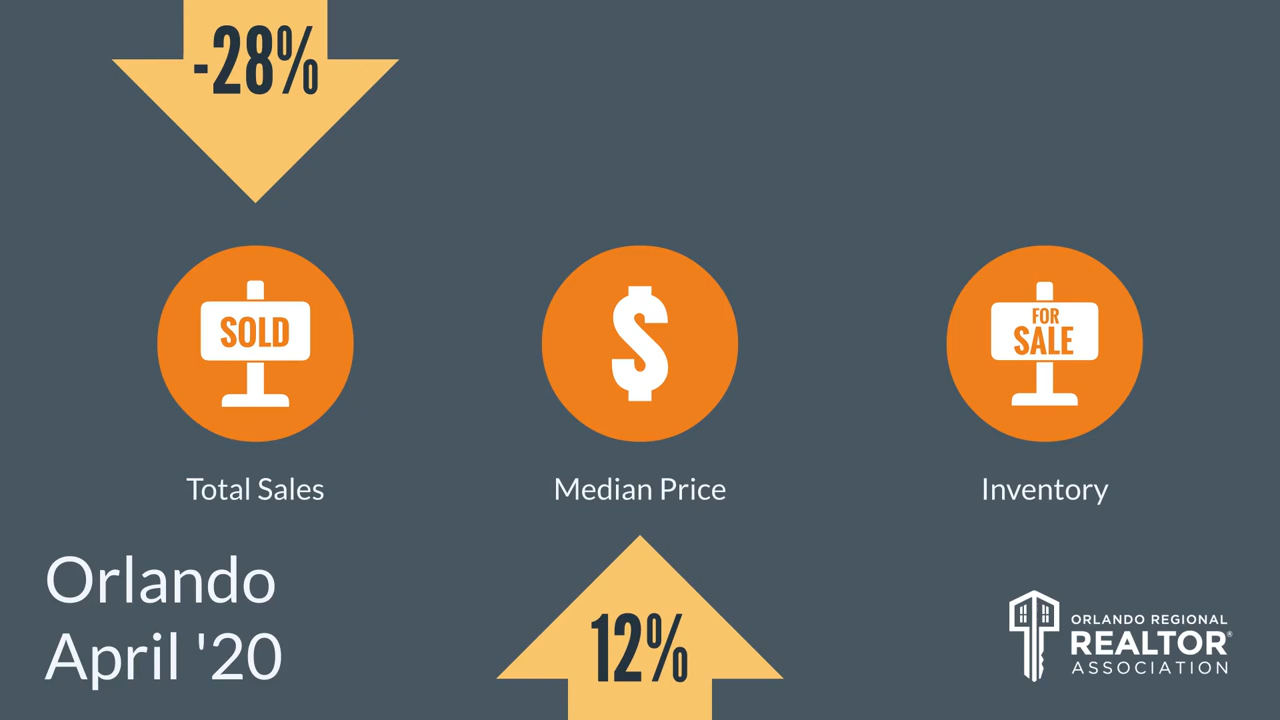 -28%
SOLD
$
FOR
SALE
Total Sales
Median Price
Inventory
Orlando
April '20
12%
ORLANDO REGIONAL
REALTOR®
ASSOCIATION